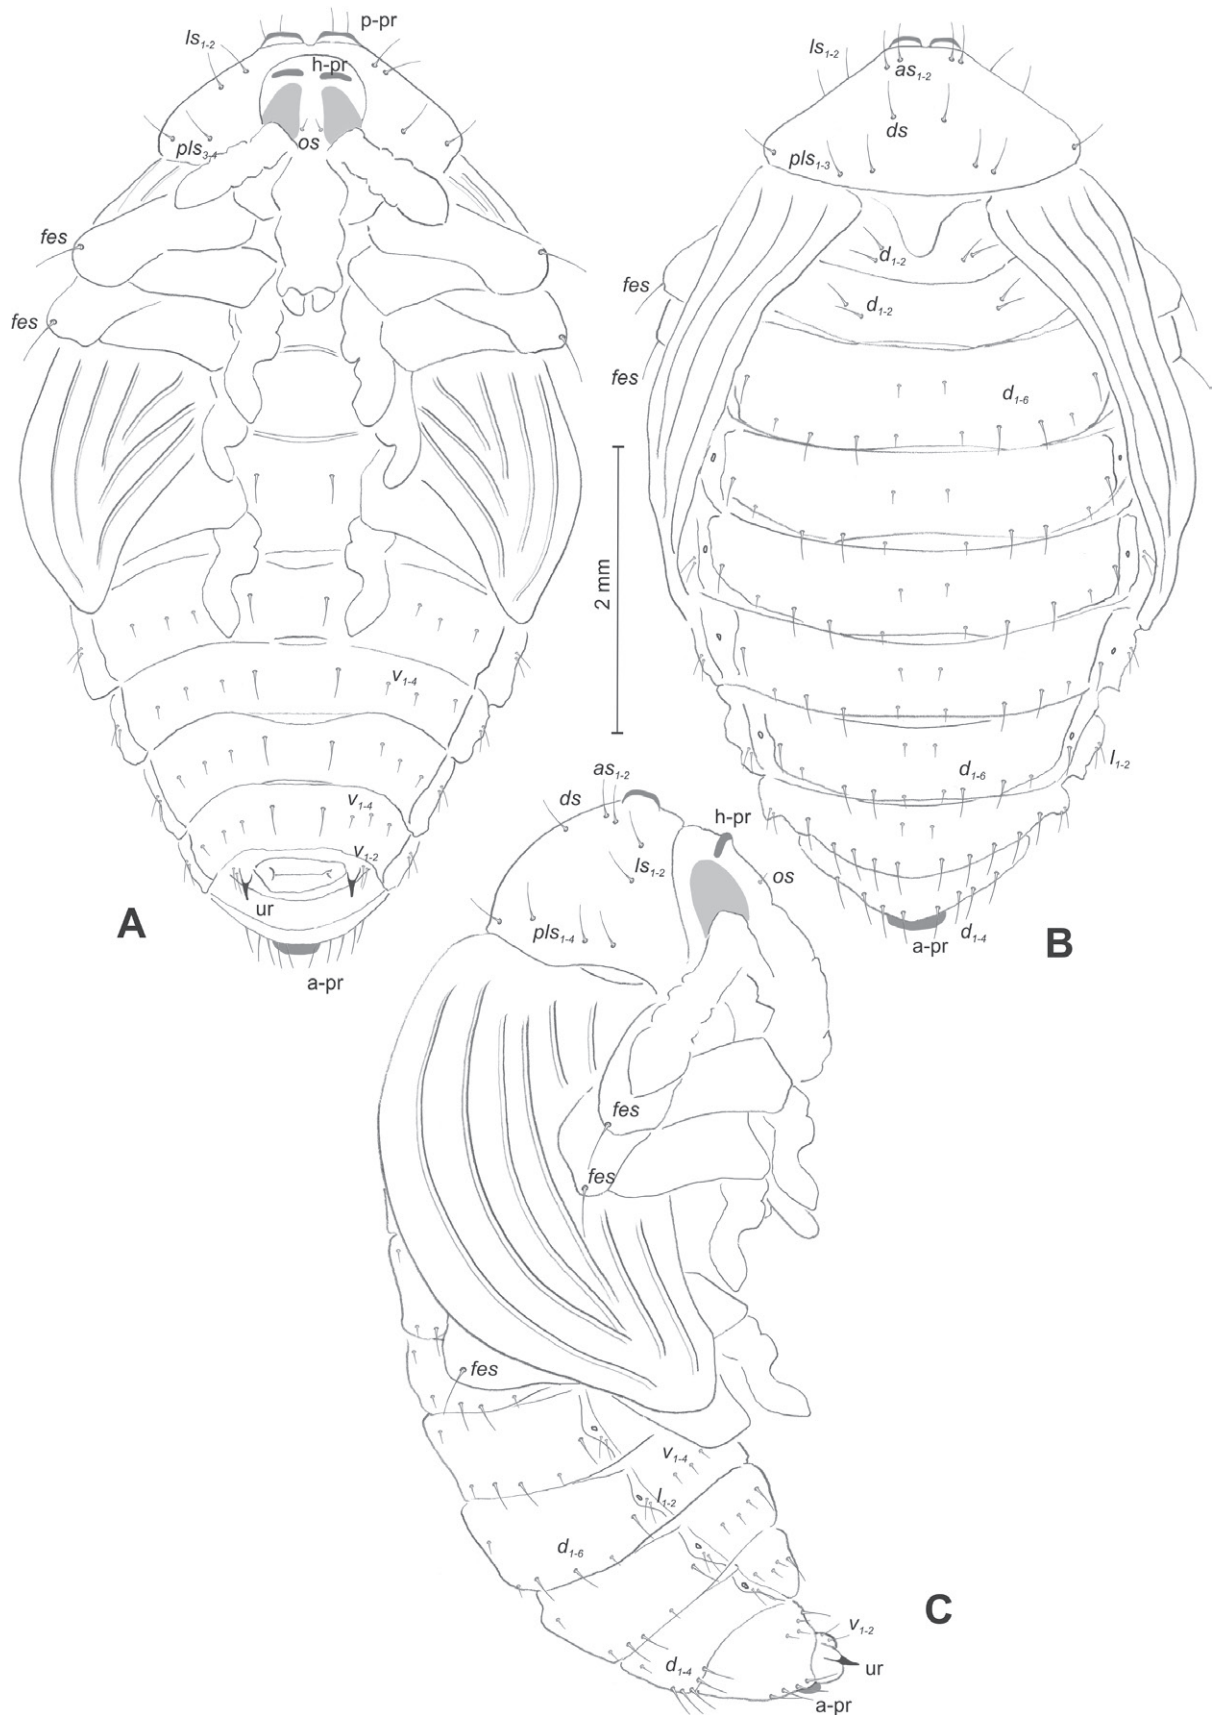 p-pr
ls1-2
h-pr
os
pls3-4
fes
fes
v1-4
v1-4
v1-2
ur
a-pr
A
2 mm
ls1-2
as1-2
ds
pls1-3
d1-2
fes
d1-2
fes
d1-6
d1-6
l1-2
d1-4
a-pr
B
as1-2
ds
h-pr
ls1-2
os
pls1-4
fes
fes
fes
v1-4
l1-2
d1-6
C
v1-2
d1-4
ur
a-pr